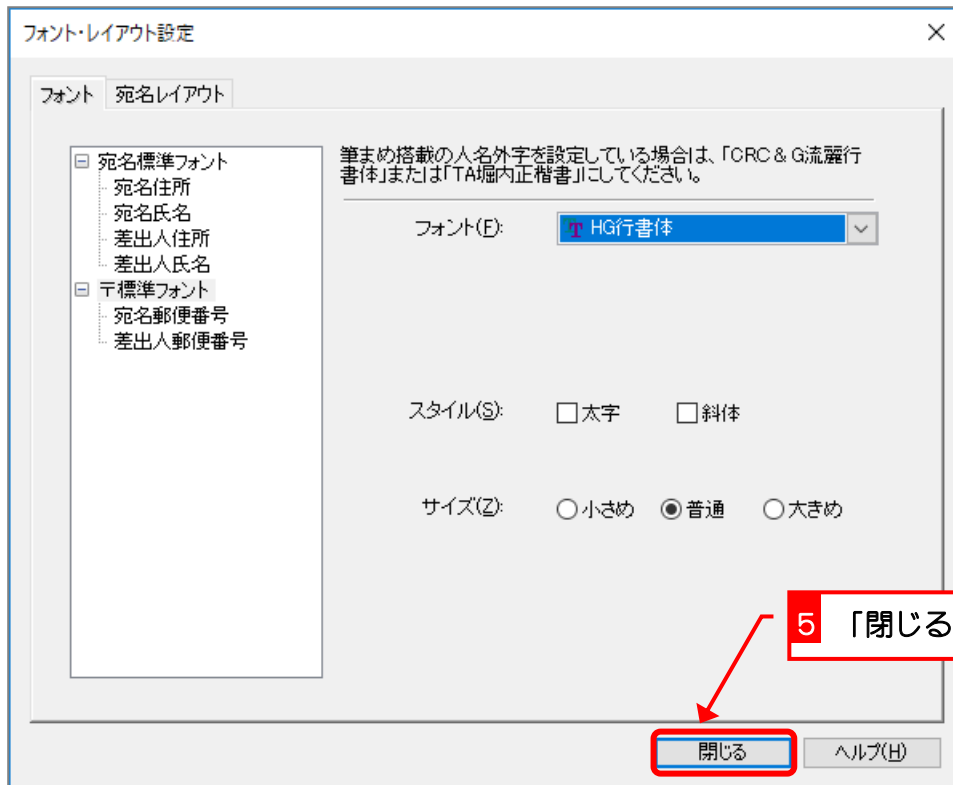 フォント・レイアウト設定
フォント 宛名レイアウト
宛名標準フォント
宛名住所
宛名氏名
差出人住所
差出人氏名
〒標準フォント
宛名郵便番号
差出人郵便番号
筆まめ搭載の人名外字を設定している場合は、「CRC & G流麗行
書体」または「TA堀内正楷書」にしてください。
フォント(F): HG行書体
スタイル(S): 太字 斜体
サイズ(Z): 小さめ 普通 大きめ
5 「閉じる
閉じる ヘルプ(H)